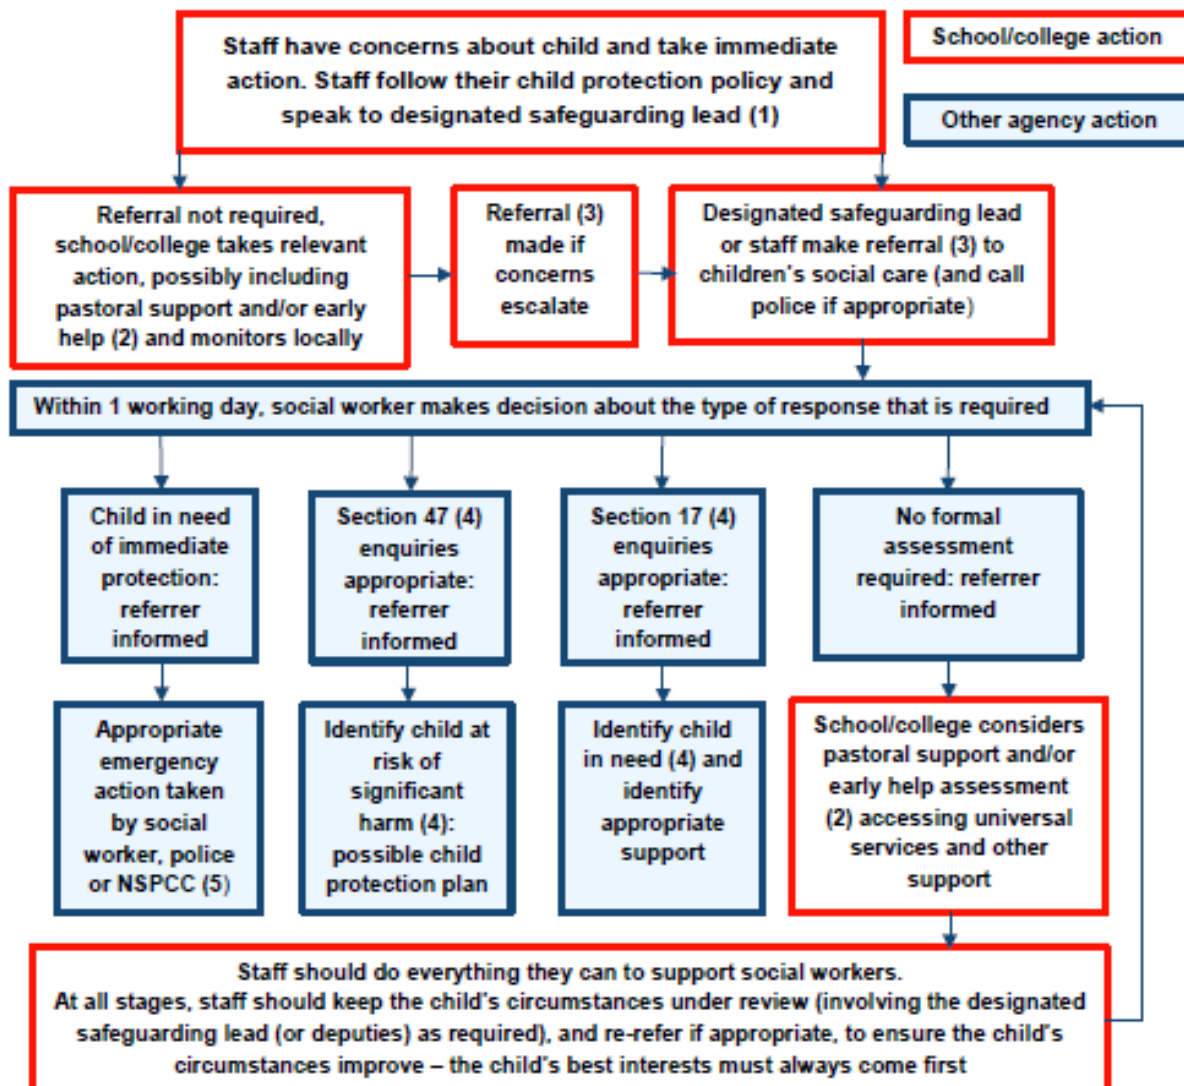 Staff have concerns about child and take immediate
action. Staff follow their child protection policy and
speak to designated safeguarding lead (1)
School/college action
Other agency action
Referral not required,
school/college takes relevant
action, possibly including
pastoral support and/or early
help (2) and monitors locally
Referral (3)
made if
concerns
escalate
Designated safeguarding lead
or staff make referral (3) to
children's social care (and call
police if appropriate)
Within 1 working day, social worker makes decision about the type of response that is required
Child in need
of immediate
protection:
referrer
informed
Section 47 (4)
enquiries
appropriate:
referrer
informed
Section 17 (4)
enquiries
appropriate:
referrer
informed
No formal
assessment
required: referrer
informed
Appropriate
emergency
action taken
by social
worker, police
or NSPCC (5)
Identify child at
risk of
significant
harm (4):
possible child
protection plan
Identify child
in need (4) and
identify
appropriate
support
School/college considers
pastoral support and/or
early help assessment
(2) accessing universal
services and other
support
Staff should do everything they can to support social workers.
At all stages, staff should keep the child's circumstances under review (involving the designated
safeguarding lead (or deputies) as required), and re-refer if appropriate, to ensure the child's
circumstances improve – the child's best interests must always come first